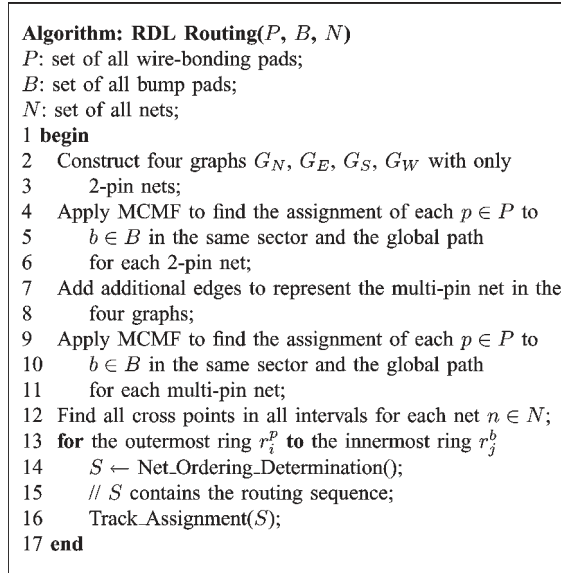 Algorithm: RDL Routing(P, B, N)
P: set of all wire-bonding pads;
B: set of all bump pads;
N: set of all nets;
1 begin
2 Construct four graphs G_N, G_E, G_S, G_W with only
3 2-pin nets;
4 Apply MCMF to find the assignment of each p ∈ P to
5 b ∈ B in the same sector and the global path
6 for each 2-pin net;
7 Add additional edges to represent the multi-pin net in the
8 four graphs;
9 Apply MCMF to find the assignment of each p ∈ P to
10 b ∈ B in the same sector and the global path
11 for each multi-pin net;
12 Find all cross points in all intervals for each net n ∈ N;
13 for the outermost ring r_i^p to the innermost ring r_j^b
14 S ← Net_Ordering_Determination();
15 // S contains the routing sequence;
16 Track_Assignment(S);
17 end